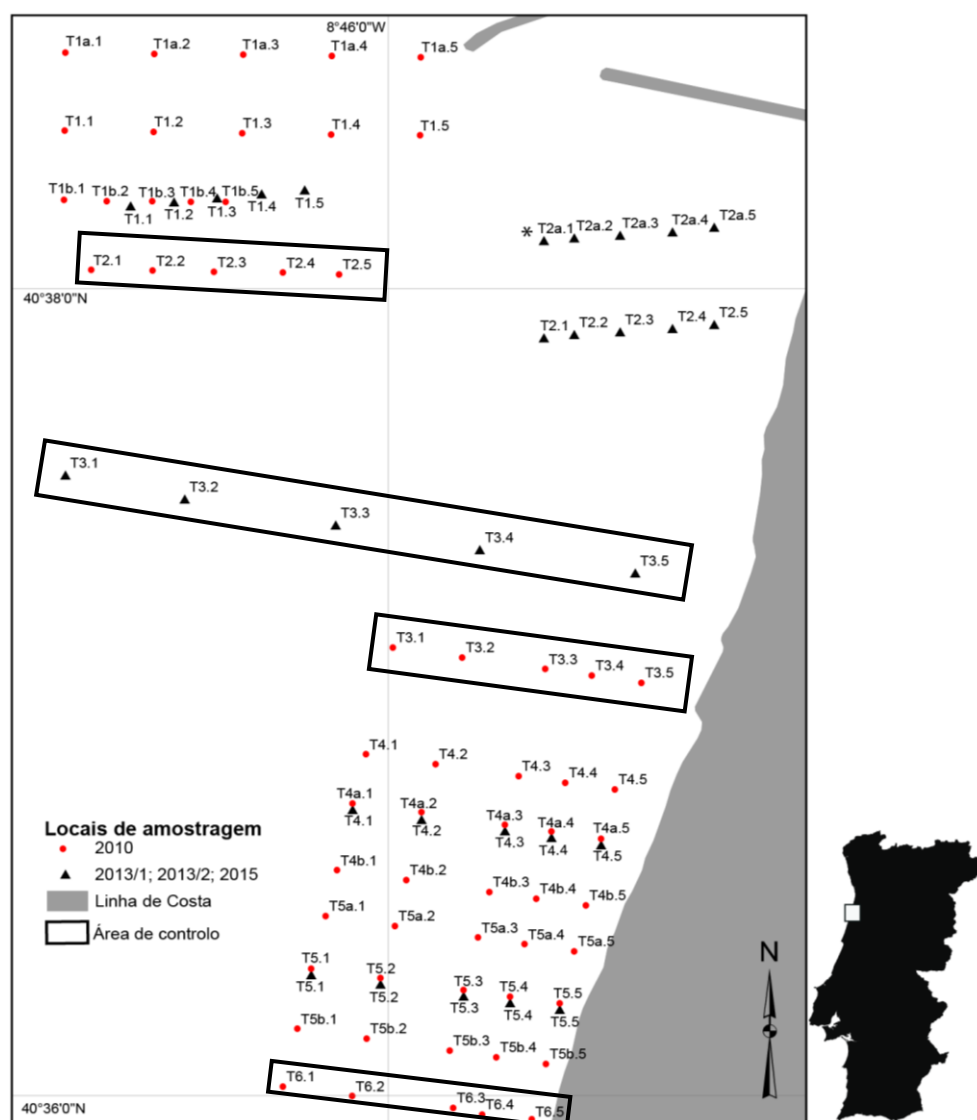 8°46'0"W
T1a.1 T1a.2 T1a.3 T1a.4 T1a.5
T1.1 T1.2 T1.3 T1.4 T1.5
T1b.1 T1b.2 T1b.3 T1b.4 T1b.5
T1.1 T1.2 T1.3 T1.4 T1.5
* T2a.1 T2a.2 T2a.3 T2a.4 T2a.5
T2.1 T2.2 T2.3 T2.4 T2.5
40°38'0"N
T2.1 T2.2 T2.3 T2.4 T2.5
T3.1 T3.2 T3.3 T3.4 T3.5
T3.1 T3.2 T3.3 T3.4 T3.5
T4.1 T4.2 T4.3 T4.4 T4.5
T4a.1 T4a.2 T4a.3 T4a.4 T4a.5
T4.1 T4.2 T4.3 T4.4 T4.5
T4b.1 T4b.2 T4b.3 T4b.4 T4b.5
T5a.1 T5a.2 T5a.3 T5a.4 T5a.5
T5.1 T5.2 T5.3 T5.4 T5.5
T5.1 T5.2 T5.3 T5.4 T5.5
T5b.1 T5b.2 T5b.3 T5b.4 T5b.5
T6.1 T6.2 T6.3 T6.4 T6.5
Locais de amostragem
2010
2013/1; 2013/2; 2015
Linha de Costa
Área de controlo
N
40°36'0"N